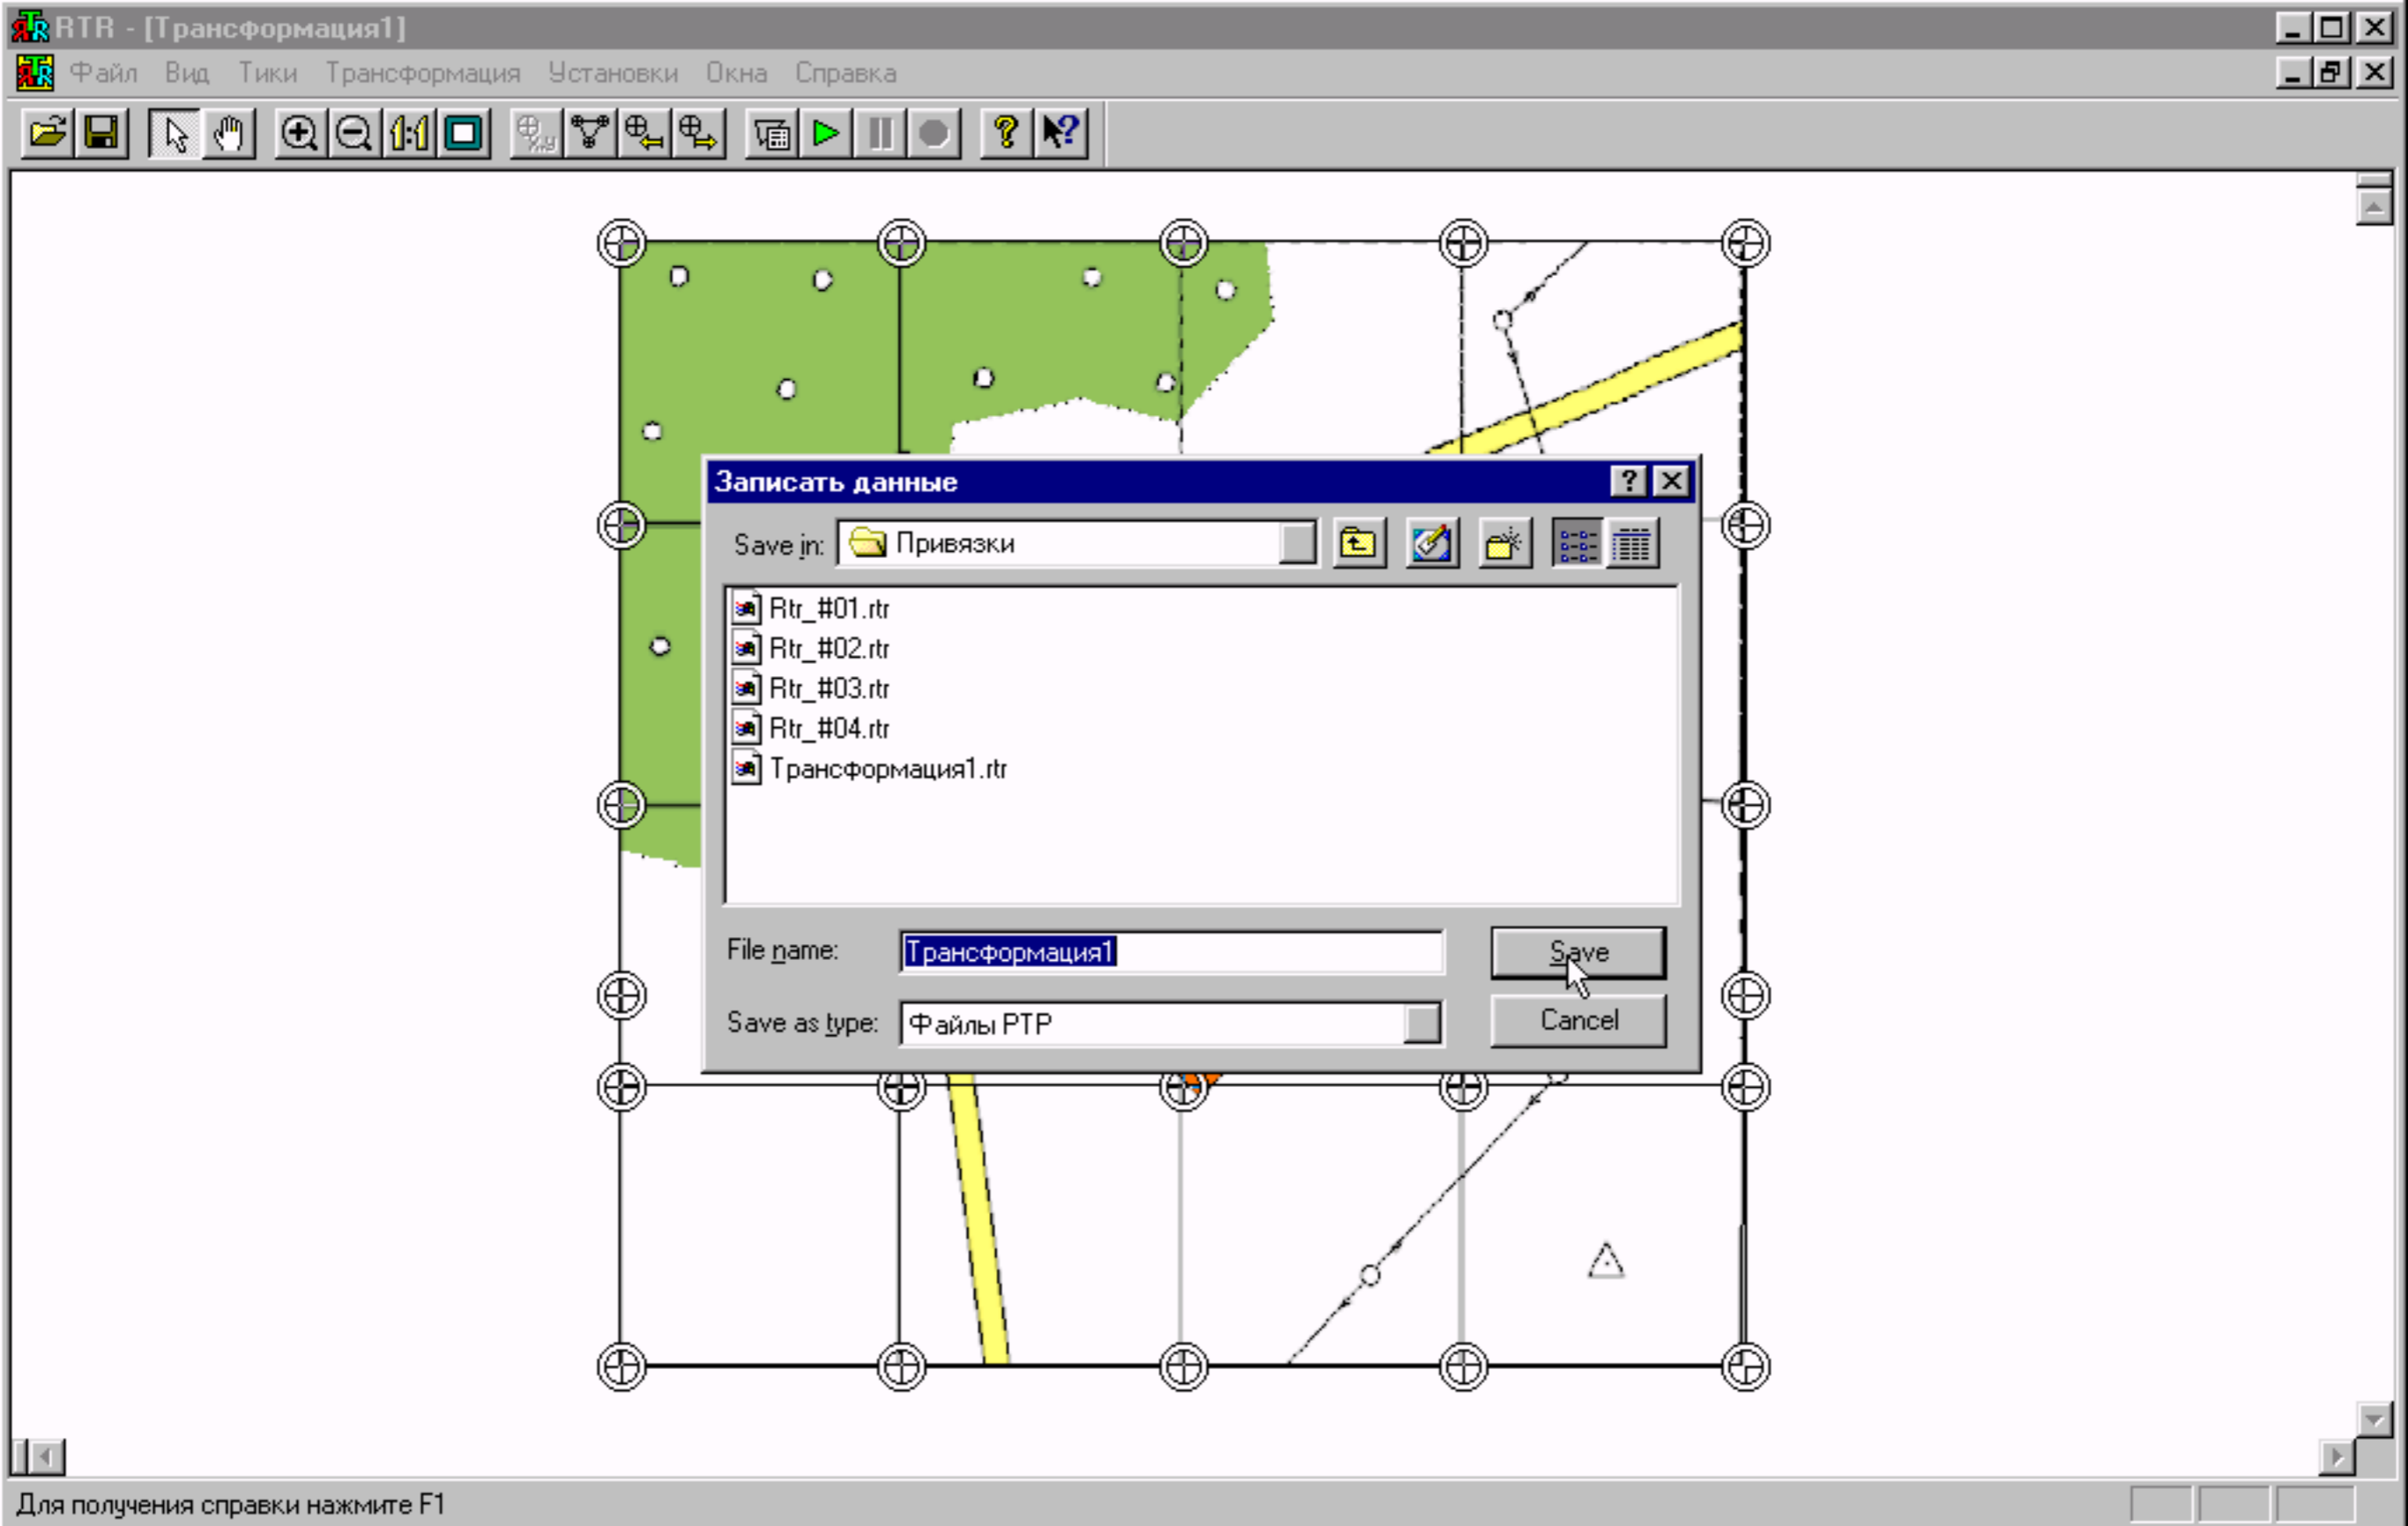 RTR - [Трансформация1]
Файл Вид Тики Трансформация Установки Окна Справка
1:1
x,y
Записать данные
Save in: Привязки
Rtr_#01.rtr
Rtr_#02.rtr
Rtr_#03.rtr
Rtr_#04.rtr
Трансформация1.rtr
File name: Трансформация1 Save
Save as type: Файлы РТР Cancel
Для получения справки нажмите F1